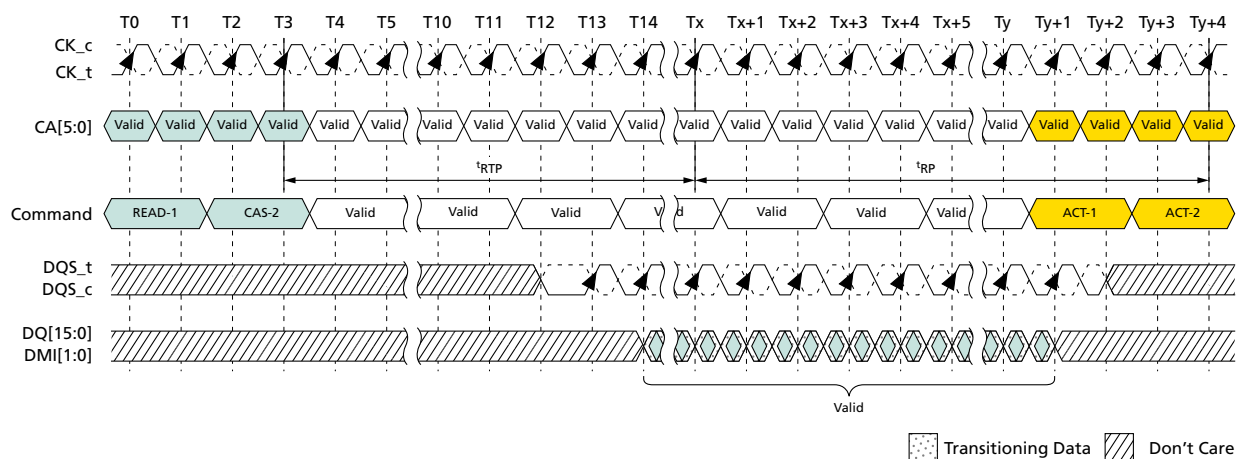 T0 T1 T2 T3 T4 T5 T10 T11 T12 T13 T14 Tx Tx+1 Tx+2 Tx+3 Tx+4 Tx+5 Ty Ty+1 Ty+2 Ty+3 Ty+4
CK_c
CK_t
CA[5:0] Valid Valid Valid Valid Valid Valid Valid Valid Valid Valid Valid Valid Valid Valid Valid Valid Valid Valid Valid Valid Valid Valid
tRTP tRP
Command READ-1 CAS-2 Valid Valid Valid Valid Valid Valid Valid ACT-1 ACT-2
DQS_t
DQS_c
DQ[15:0]
DMI[1:0]
Valid
Transitioning Data Don't Care